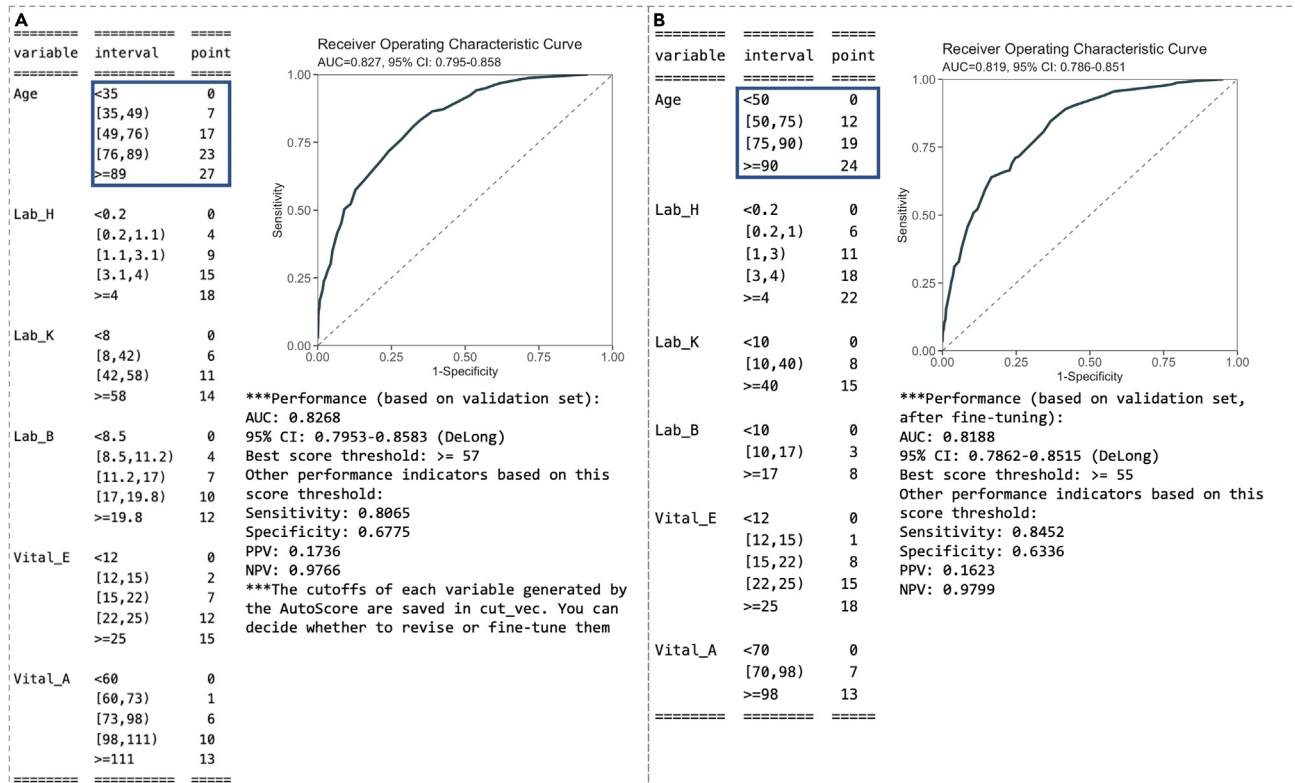 A
======== ========== =====
variable interval point
======== ========== =====
Age <35 0
[35,49) 7
[49,76) 17
[76,89) 23
>=89 27
Lab_H <0.2 0
[0.2,1.1) 4
[1.1,3.1) 9
[3.1,4) 15
>=4 18
Lab_K <8 0
[8,42) 6
[42,58) 11
>=58 14
Lab_B <8.5 0
[8.5,11.2) 4
[11.2,17) 7
[17,19.8) 10
>=19.8 12
Vital_E <12 0
[12,15) 2
[15,22) 7
[22,25) 12
>=25 15
Vital_A <60 0
[60,73) 1
[73,98) 6
[98,111) 10
>=111 13
======== ========== =====
Receiver Operating Characteristic Curve
AUC=0.827, 95% CI: 0.795-0.858
1.00
0.75
0.50
0.25
0.00
Sensitivity
0.00 0.25 0.50 0.75 1.00
1-Specificity
***Performance (based on validation set):
AUC: 0.8268
95% CI: 0.7953-0.8583 (DeLong)
Best score threshold: >= 57
Other performance indicators based on this
score threshold:
Sensitivity: 0.8065
Specificity: 0.6775
PPV: 0.1736
NPV: 0.9766
***The cutoffs of each variable generated by
the AutoScore are saved in cut_vec. You can
decide whether to revise or fine-tune them
B
======== ======== =====
variable interval point
======== ======== =====
Age <50 0
[50,75) 12
[75,90) 19
>=90 24
Lab_H <0.2 0
[0.2,1) 6
[1,3) 11
[3,4) 18
>=4 22
Lab_K <10 0
[10,40) 8
>=40 15
Lab_B <10 0
[10,17) 3
>=17 8
Vital_E <12 0
[12,15) 1
[15,22) 8
[22,25) 15
>=25 18
Vital_A <70 0
[70,98) 7
>=98 13
======== ======== =====
Receiver Operating Characteristic Curve
AUC=0.819, 95% CI: 0.786-0.851
1.00
0.75
0.50
0.25
0.00
Sensitivity
0.00 0.25 0.50 0.75 1.00
1-Specificity
***Performance (based on validation set,
after fine-tuning):
AUC: 0.8188
95% CI: 0.7862-0.8515 (DeLong)
Best score threshold: >= 55
Other performance indicators based on this
score threshold:
Sensitivity: 0.8452
Specificity: 0.6336
PPV: 0.1623
NPV: 0.9799